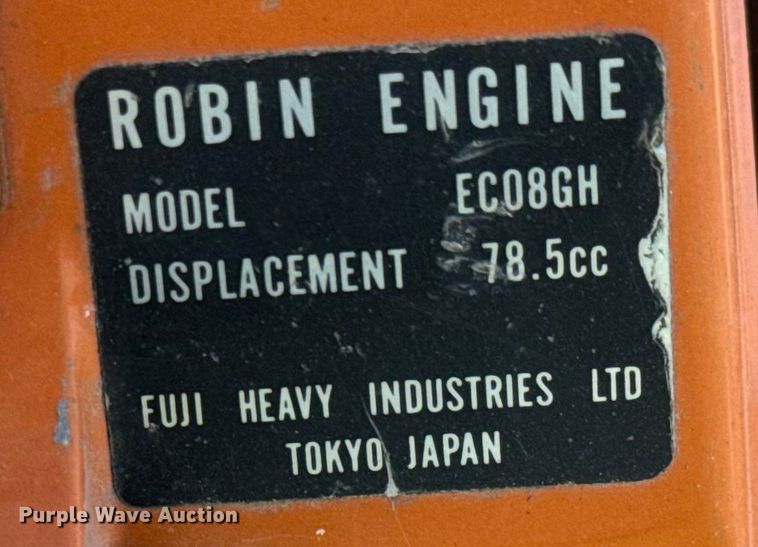 ROBIN ENGINE
MODEL EC08GH
DISPLACEMENT 78.5cc
FUJI HEAVY INDUSTRIES LTD
TOKYO JAPAN
Purple Wave Auction